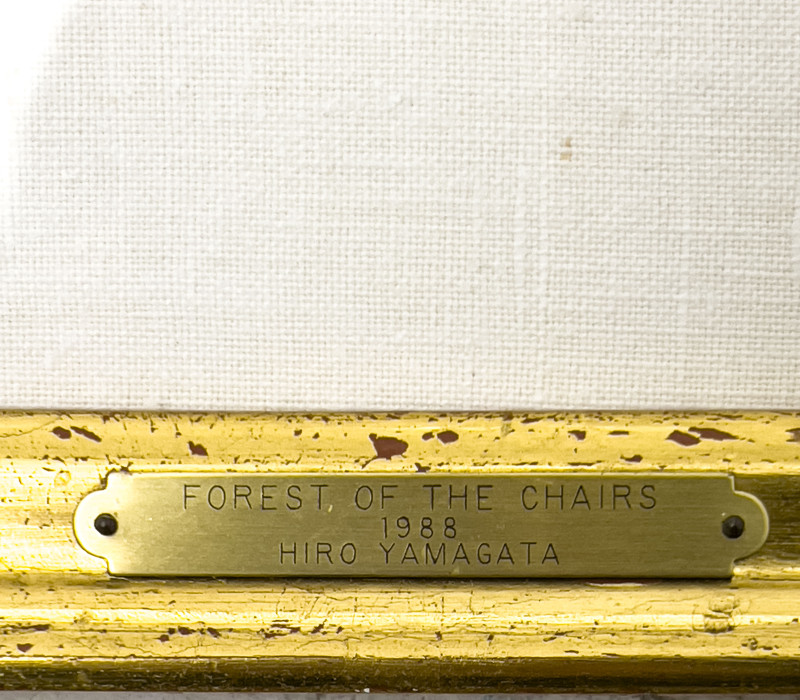 FOREST OF THE CHAIRS
1988
HIRO YAMAGATA